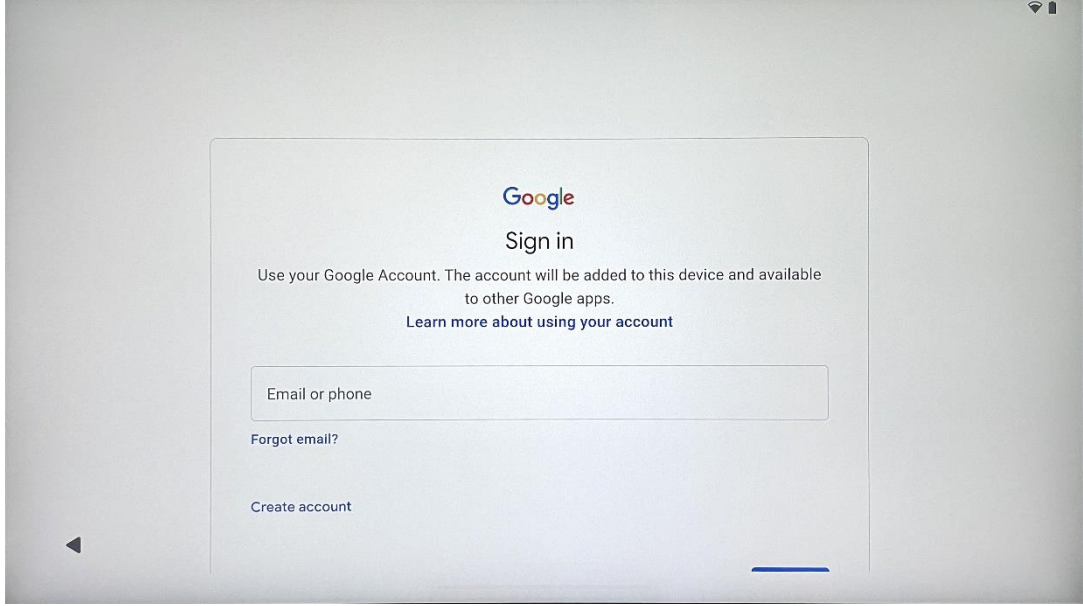 Google
Sign in
Use your Google Account. The account will be added to this device and available
to other Google apps.
Learn more about using your account
Email or phone
Forgot email?
Create account